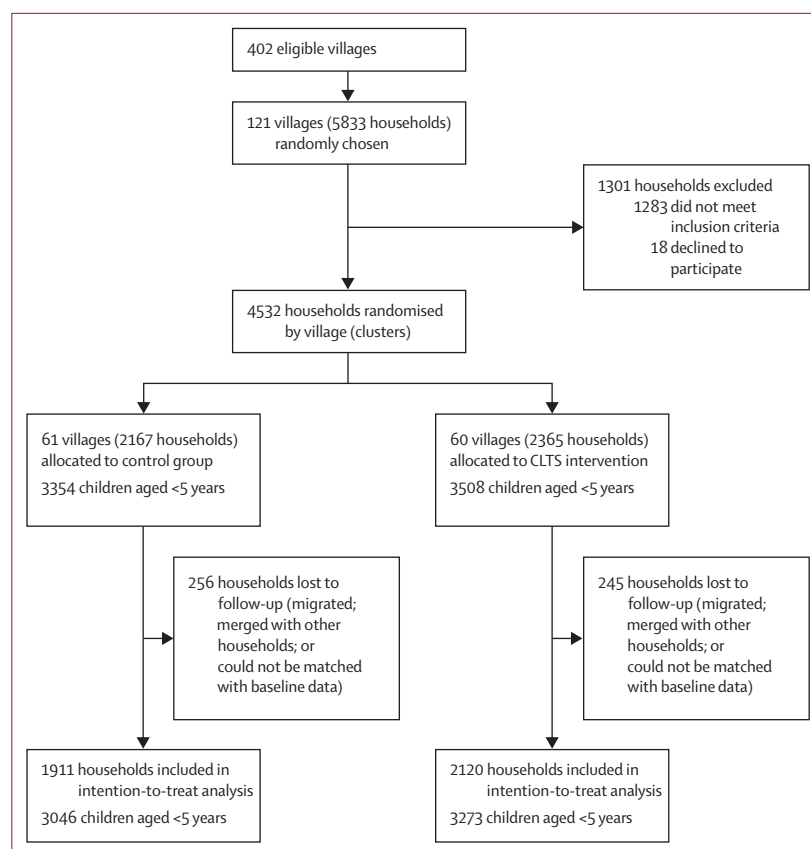 402 eligible villages
121 villages (5833 households)
randomly chosen
1301 households excluded
1283 did not meet
inclusion criteria
18 declined to
participate
4532 households randomised
by village (clusters)
61 villages (2167 households)
allocated to control group
3354 children aged <5 years
60 villages (2365 households)
allocated to CLTS intervention
3508 children aged <5 years
256 households lost to
follow-up (migrated;
merged with other
households; or
could not be matched
with baseline data)
245 households lost to
follow-up (migrated;
merged with other
households; or
could not be matched
with baseline data)
1911 households included in
intention-to-treat analysis
3046 children aged <5 years
2120 households included in
intention-to-treat analysis
3273 children aged <5 years